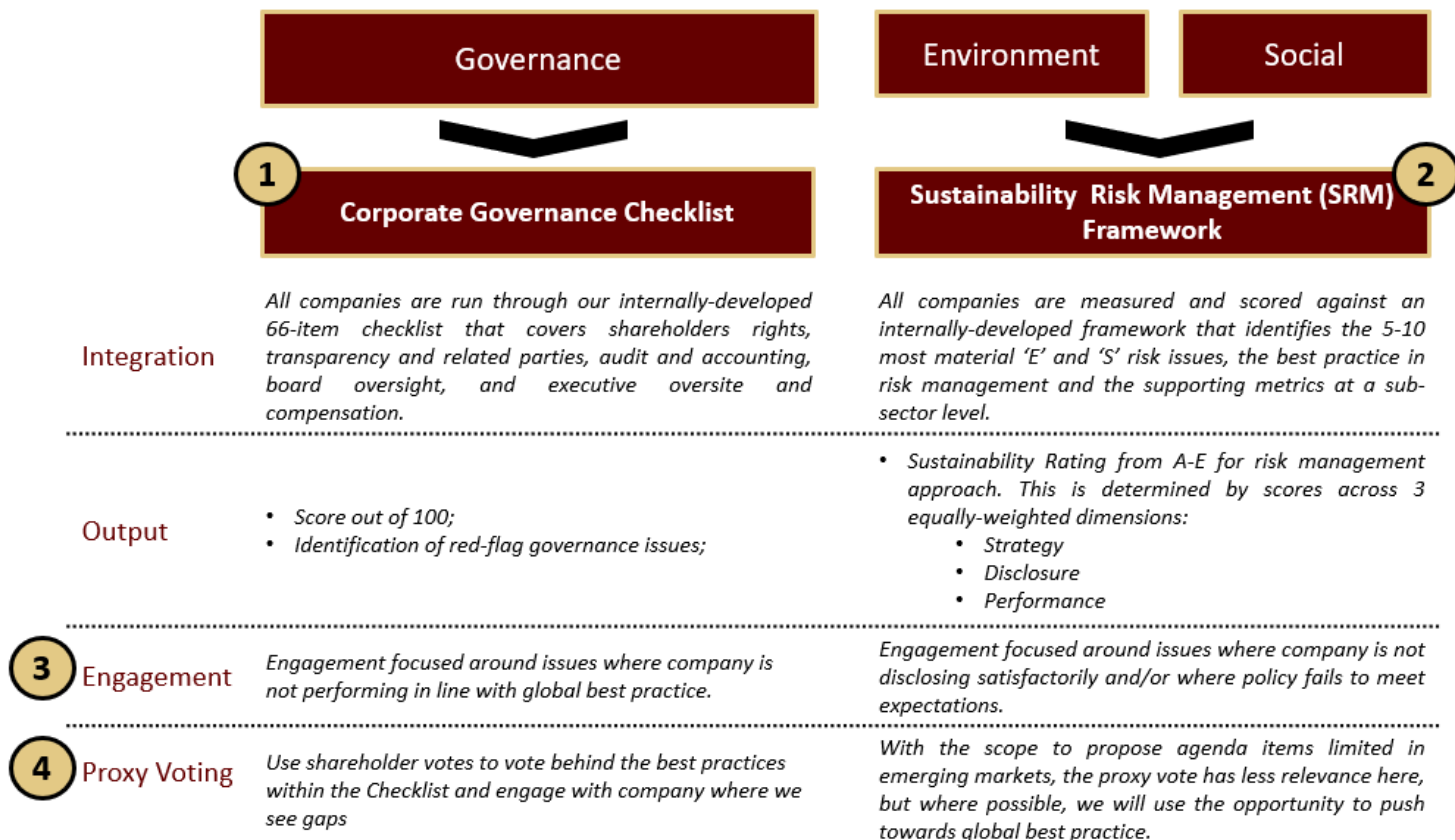 Governance
Environment
Social
1
Corporate Governance Checklist
2
Sustainability Risk Management (SRM)
Framework
Integration
All companies are run through our internally-developed
66-item checklist that covers shareholders rights,
transparency and related parties, audit and accounting,
board oversight, and executive oversite and
compensation.
All companies are measured and scored against an
internally-developed framework that identifies the 5-10
most material ‘E’ and ‘S’ risk issues, the best practice in
risk management and the supporting metrics at a sub-
sector level.
Output
• Score out of 100;
• Identification of red-flag governance issues;
• Sustainability Rating from A-E for risk management
approach. This is determined by scores across 3
equally-weighted dimensions:
• Strategy
• Disclosure
• Performance
3
Engagement
Engagement focused around issues where company is
not performing in line with global best practice.
Engagement focused around issues where company is not
disclosing satisfactorily and/or where policy fails to meet
expectations.
4
Proxy Voting
Use shareholder votes to vote behind the best practices
within the Checklist and engage with company where we
see gaps
With the scope to propose agenda items limited in
emerging markets, the proxy vote has less relevance here,
but where possible, we will use the opportunity to push
towards global best practice.